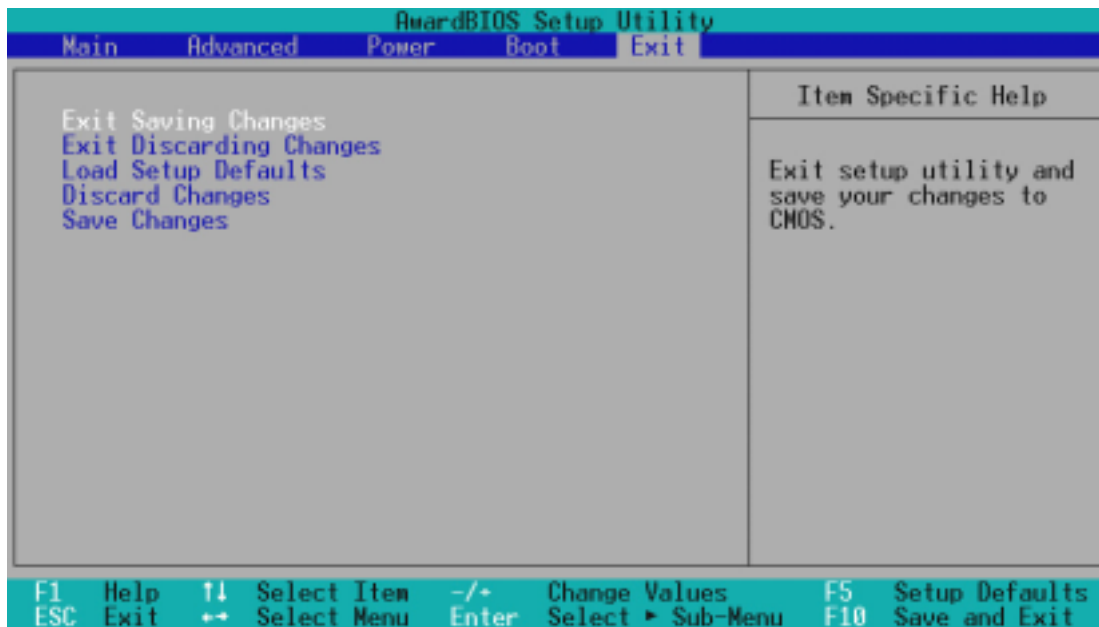 AwardBIOS Setup Utility
Main Advanced Power Boot Exit
Exit Saving Changes
Exit Discarding Changes
Load Setup Defaults
Discard Changes
Save Changes
Item Specific Help
Exit setup utility and
save your changes to
CMOS.
F1 Help ↑↓ Select Item -/+ Change Values F5 Setup Defaults
ESC Exit ←→ Select Menu Enter Select ► Sub-Menu F10 Save and Exit